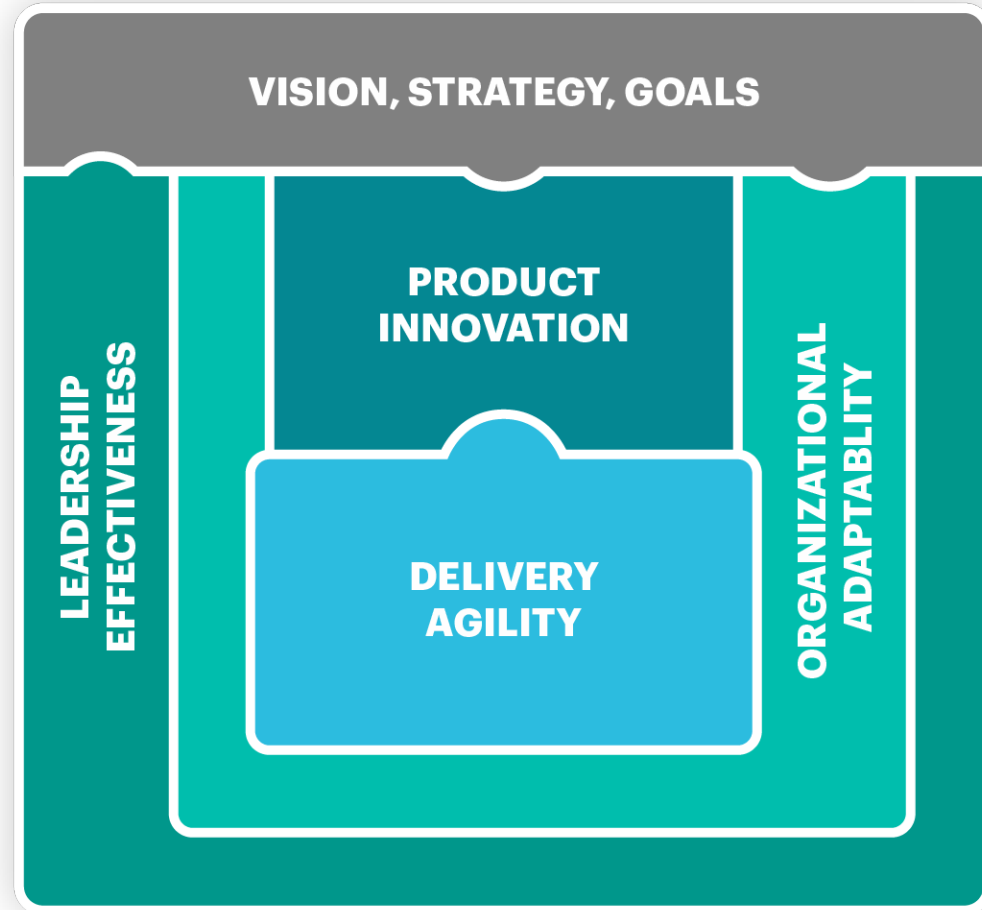 VISION, STRATEGY, GOALS
PRODUCT
INNOVATION
LEADERSHIP
EFFECTIVENESS
ORGANIZATIONAL
ADAPTABLITY
DELIVERY
AGILITY